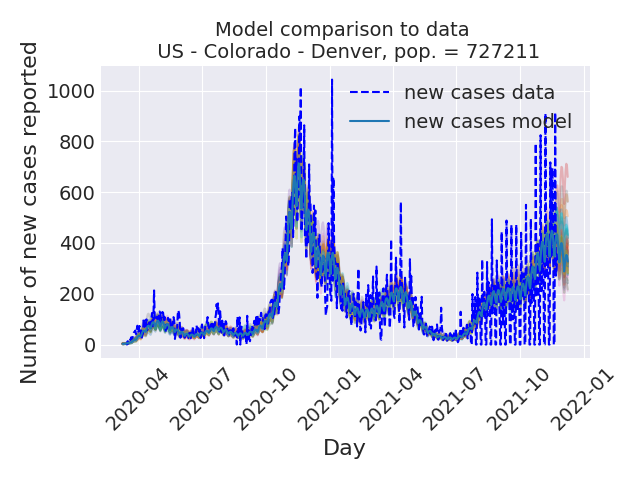 Model comparison to data
US - Colorado - Denver, pop. = 727211
Number of new cases reported
1000
800
600
400
200
0
new cases data
new cases model
2020-04
2020-07
2020-10
2021-01
2021-04
2021-07
2021-10
2022-01
Day